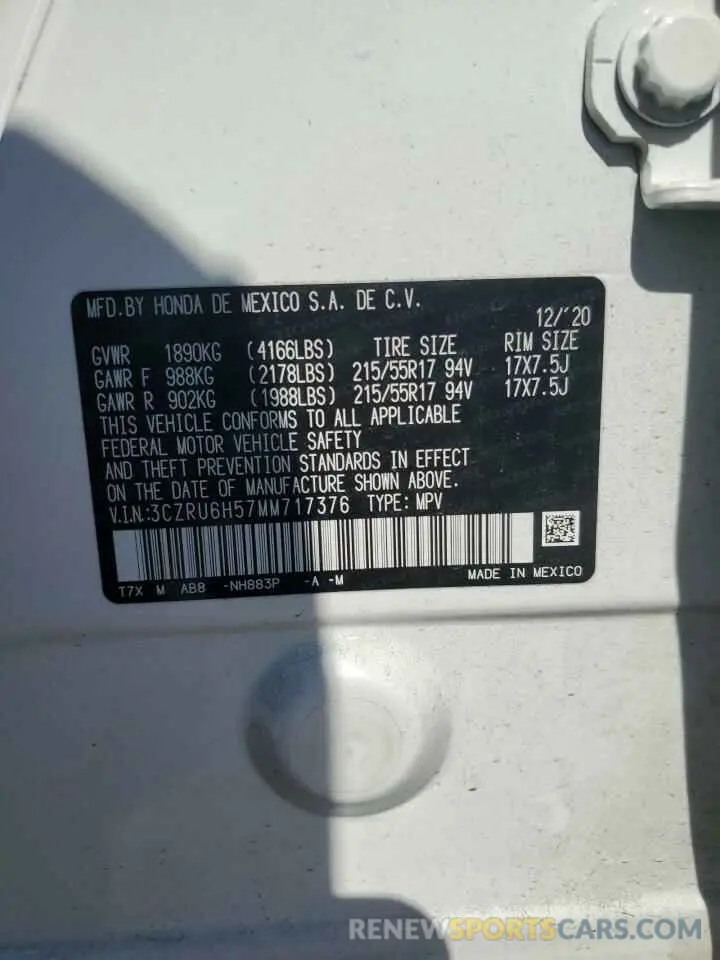 MFD.BY HONDA DE MEXICO S.A. DE C.V.
12/'20
GVWR 1890KG (4166LBS) TIRE SIZE RIM SIZE
GAWR F 988KG (2178LBS) 215/55R17 94V 17X7.5J
GAWR R 902KG (1988LBS) 215/55R17 94V 17X7.5J
THIS VEHICLE CONFORMS TO ALL APPLICABLE
FEDERAL MOTOR VEHICLE SAFETY
AND THEFT PREVENTION STANDARDS IN EFFECT
ON THE DATE OF MANUFACTURE SHOWN ABOVE.
V.I.N.:3CZRU6H57MM717376 TYPE: MPV
T7X M AB8 -NH883P -A -M MADE IN MEXICO
RENEWSPORTSCARS.COM